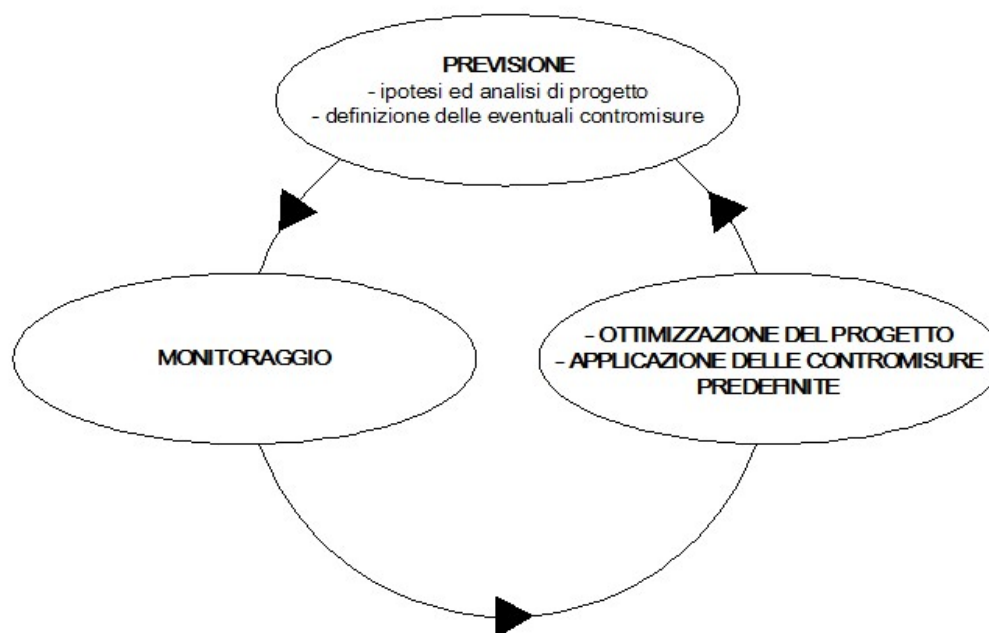 PREVISIONE
- ipotesi ed analisi di progetto
- definizione delle eventuali contromisure
MONITORAGGIO
- OTTIMIZZAZIONE DEL PROGETTO
- APPLICAZIONE DELLE CONTROMISURE
PREDEFINITE